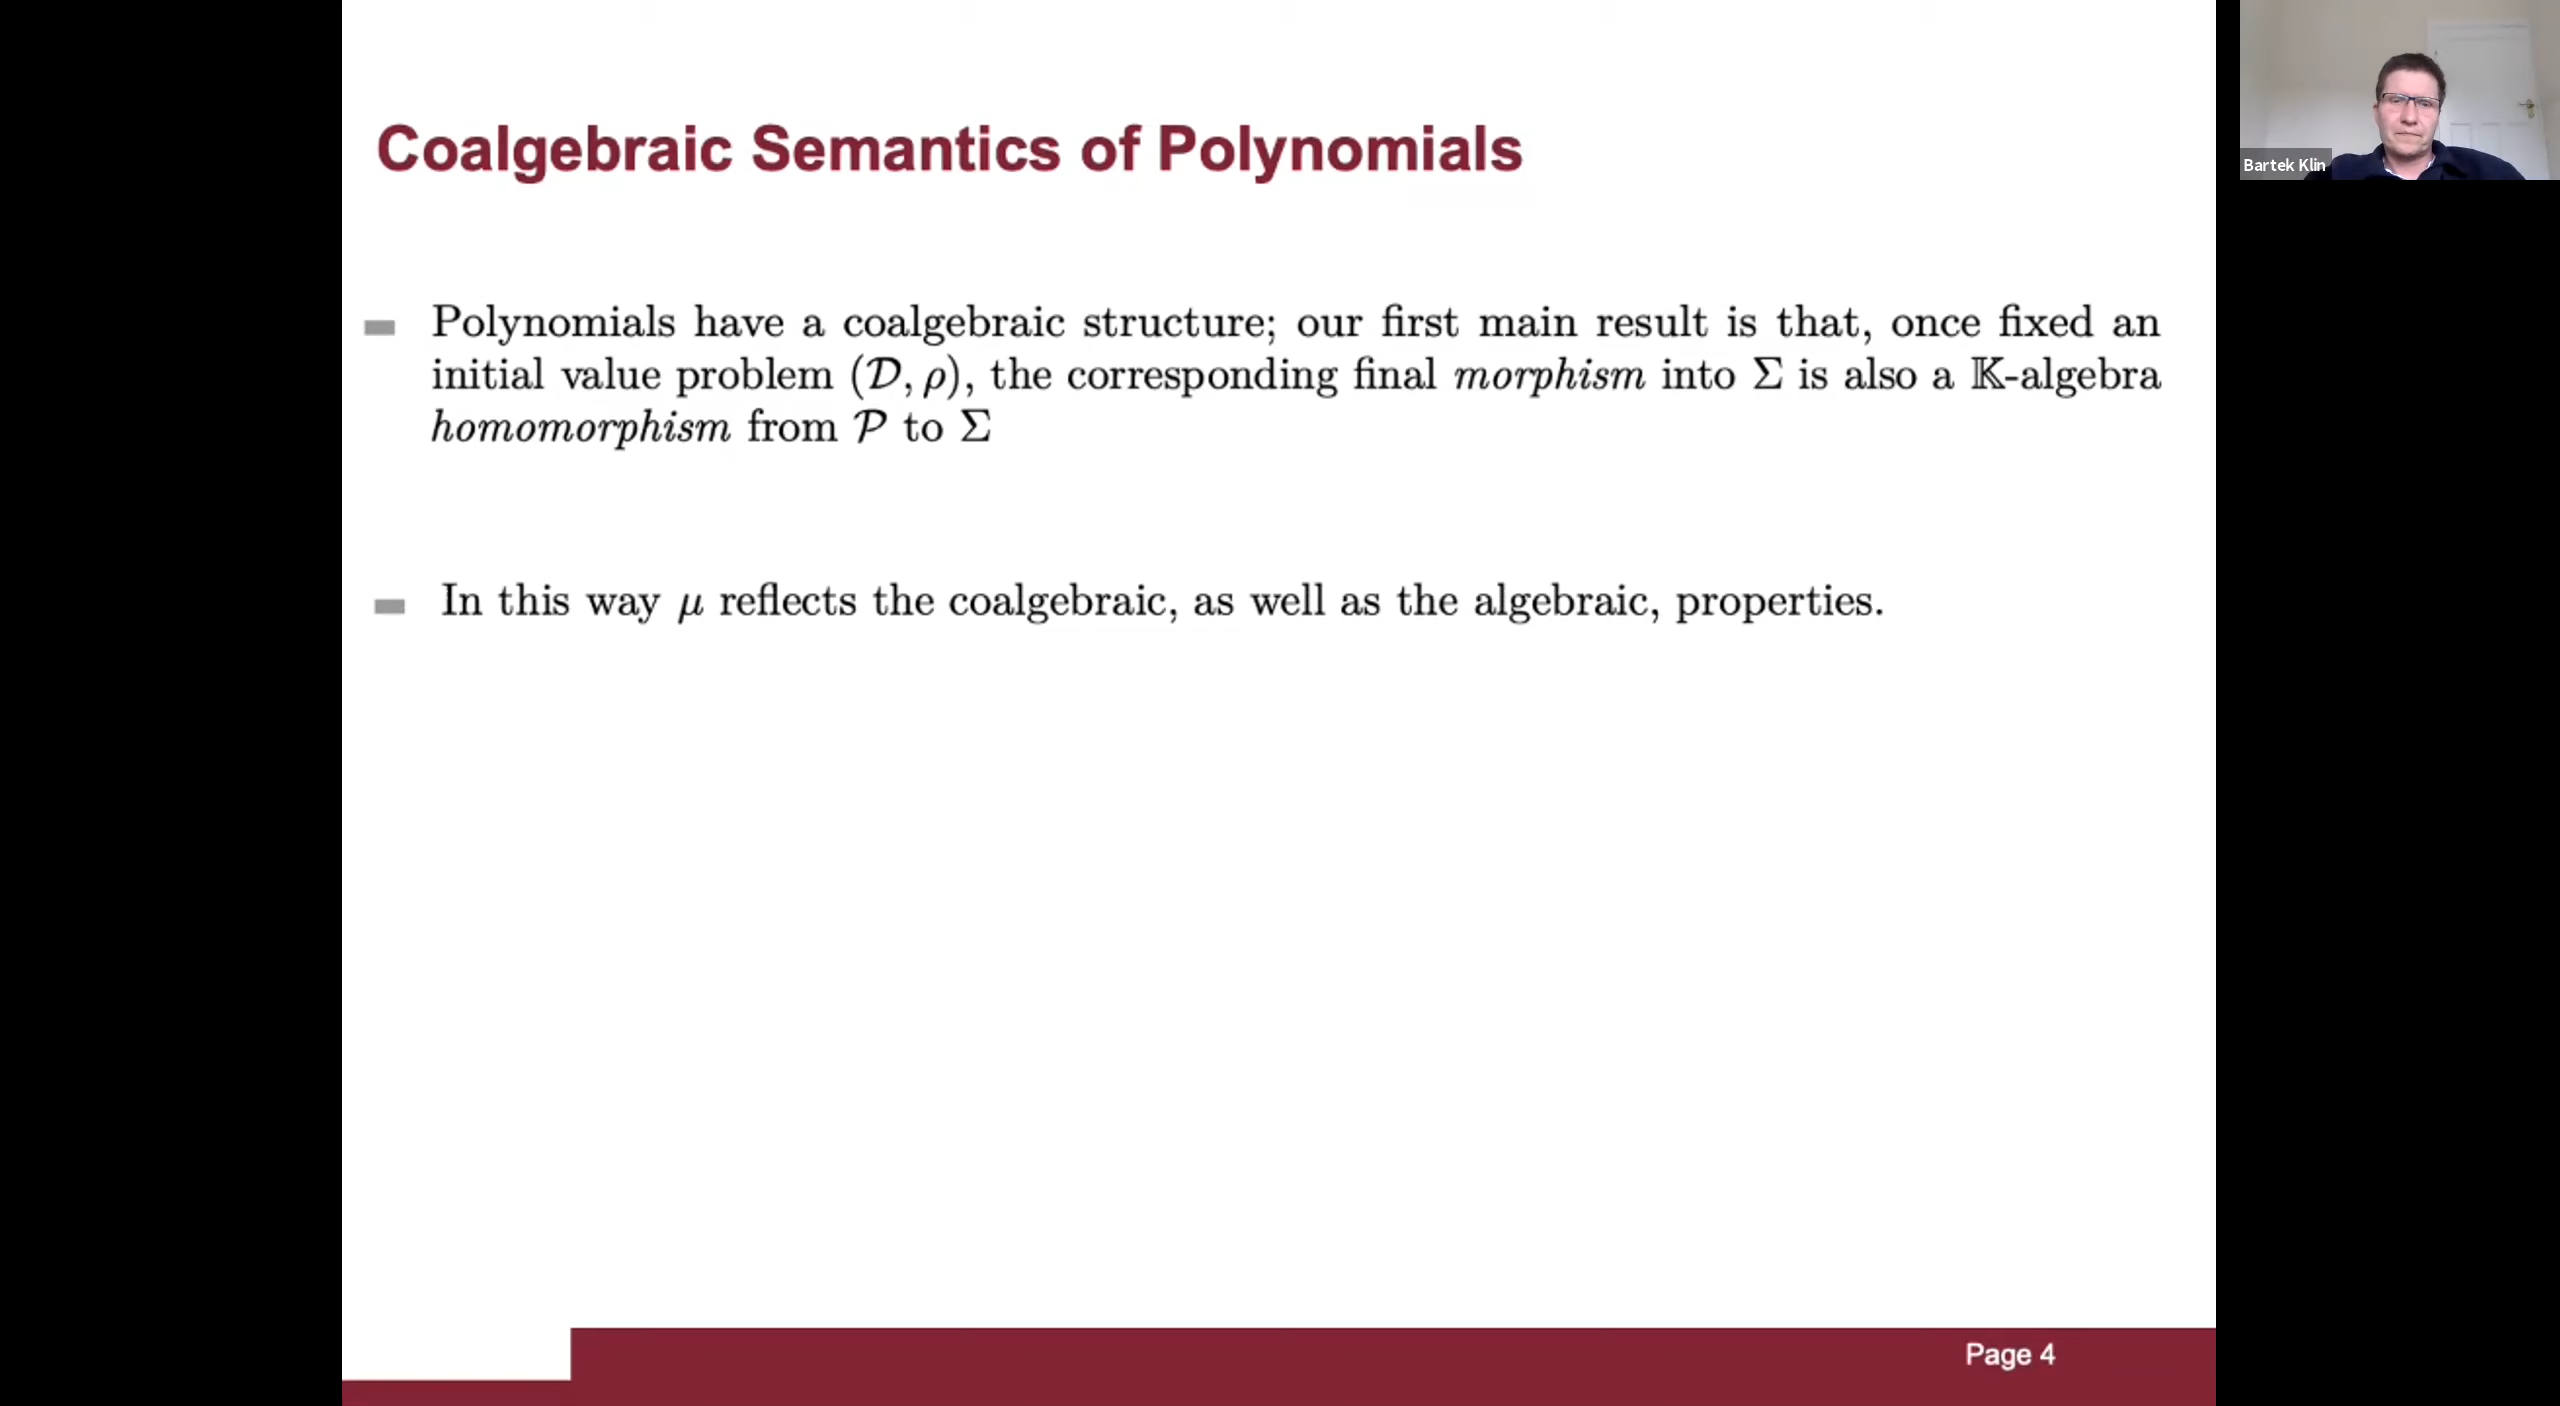 Coalgebraic Semantics of Polynomials
Polynomials have a coalgebraic structure; our first main result is that, once fixed an
initial value problem (𝒟, ρ), the corresponding final morphism into Σ is also a 𝕂-algebra
homomorphism from 𝒫 to Σ
In this way μ reflects the coalgebraic, as well as the algebraic, properties.
Page 4
Bartek Klin